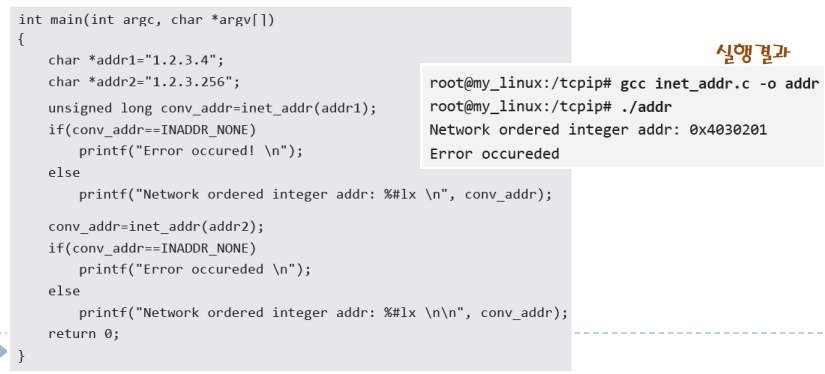 int main(int argc, char *argv[])
{
    char *addr1="1.2.3.4";
    char *addr2="1.2.3.256";
    unsigned long conv_addr=inet_addr(addr1);
    if(conv_addr==INADDR_NONE)
        printf("Error occured! \n");
    else
        printf("Network ordered integer addr: %#lx \n", conv_addr);
    conv_addr=inet_addr(addr2);
    if(conv_addr==INADDR_NONE)
        printf("Error occureded \n");
    else
        printf("Network ordered integer addr: %#lx \n\n", conv_addr);
    return 0;
}
실행결과
root@my_linux:/tcpip# gcc inet_addr.c -o addr
root@my_linux:/tcpip# ./addr
Network ordered integer addr: 0x4030201
Error occureded